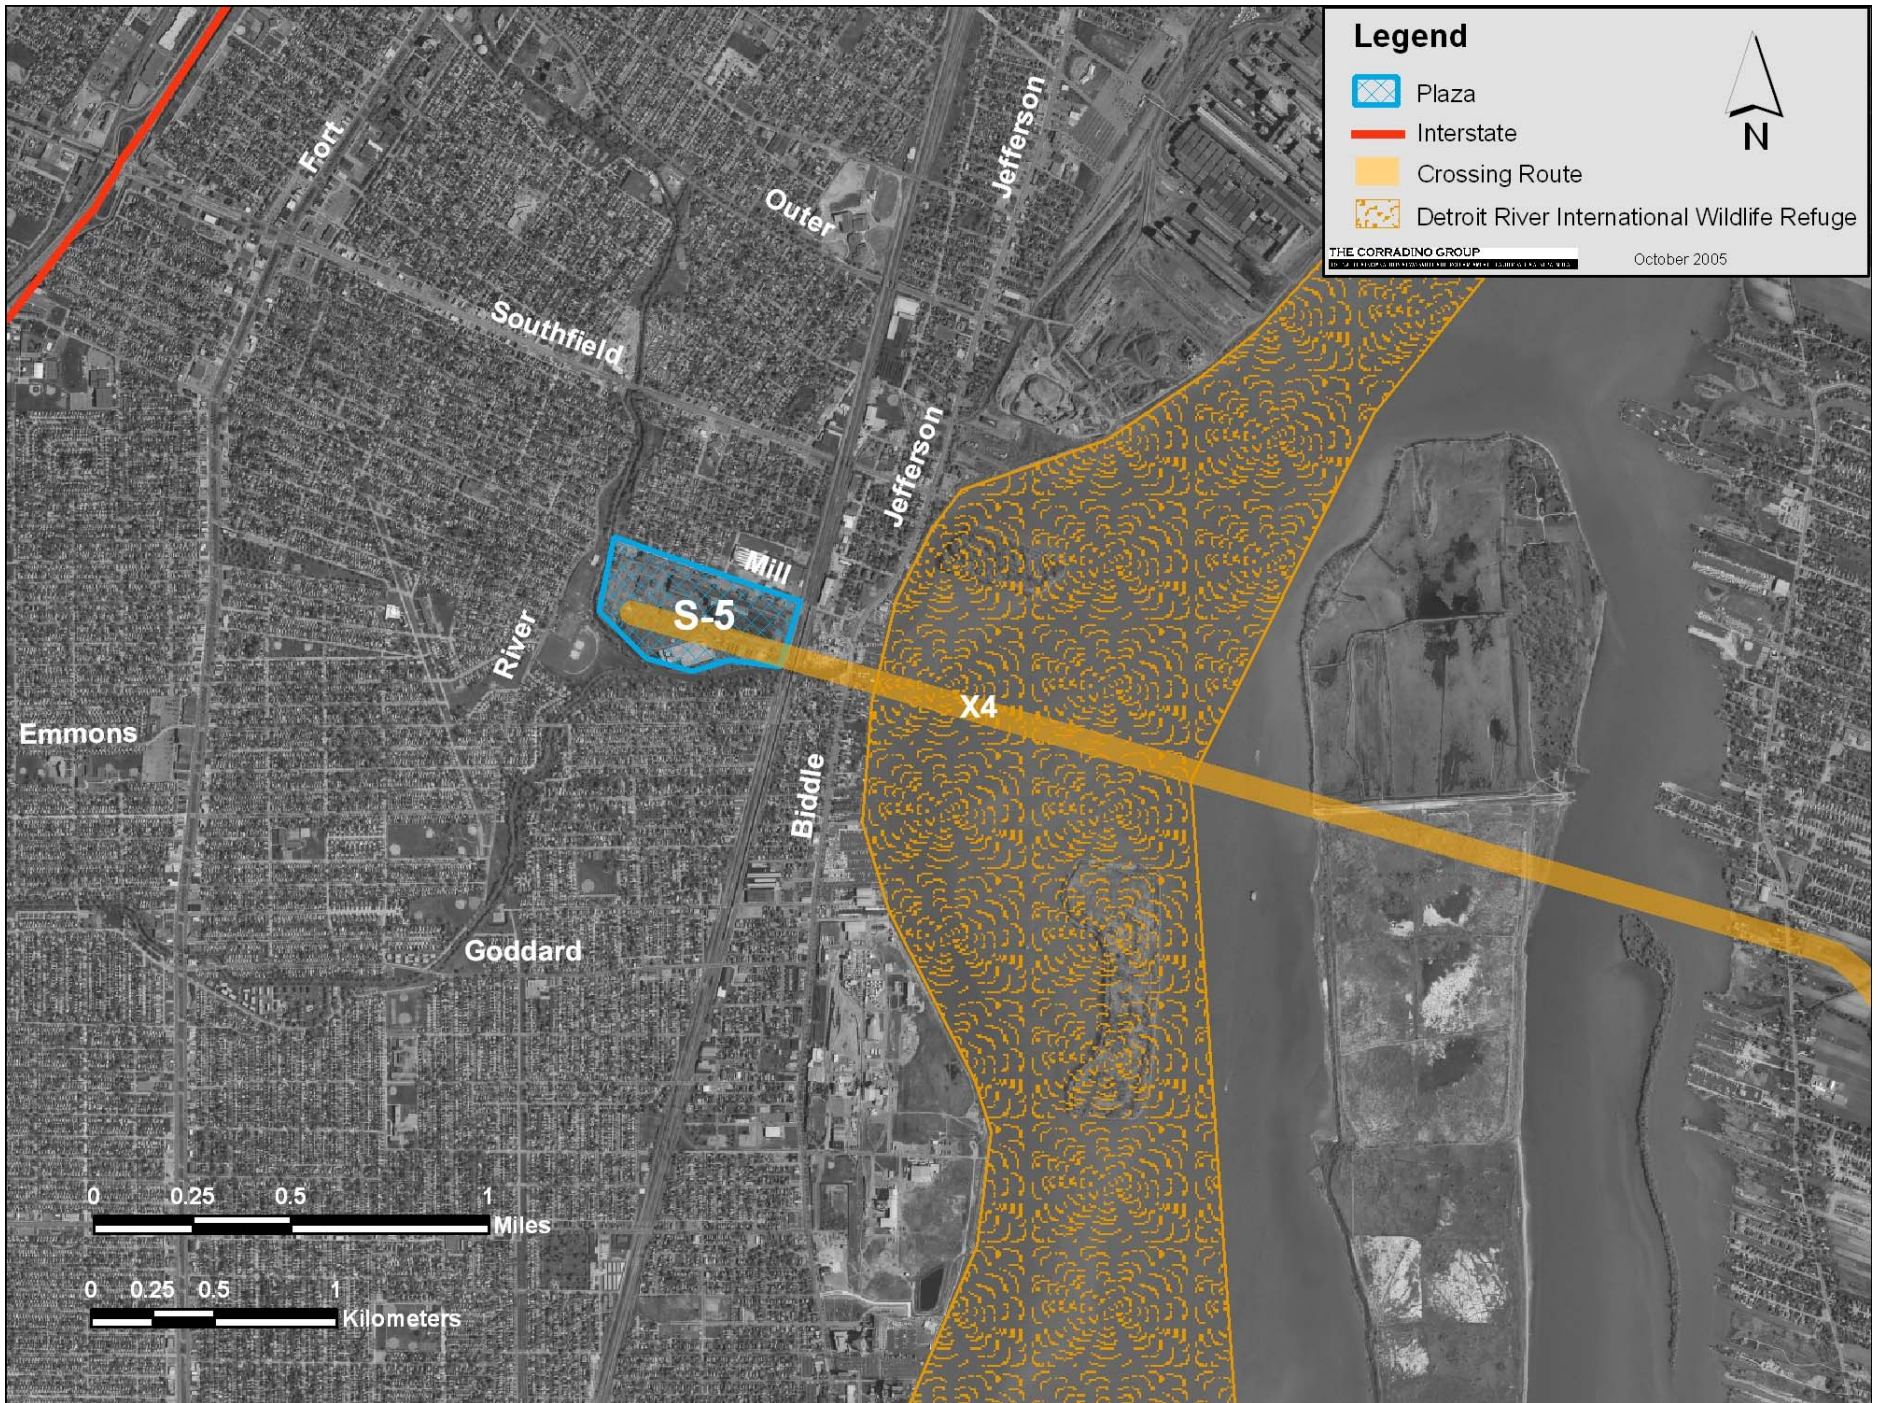 Legend
Plaza
Interstate
Crossing Route
Detroit River International Wildlife Refuge
N
THE CORRADINO GROUP
October 2005
Fort
Jefferson
Outer
Southfield
Jefferson
Mill
S-5
River
X4
Emmons
Biddle
Goddard
0 0.25 0.5 1
Miles
0 0.25 0.5 1
Kilometers